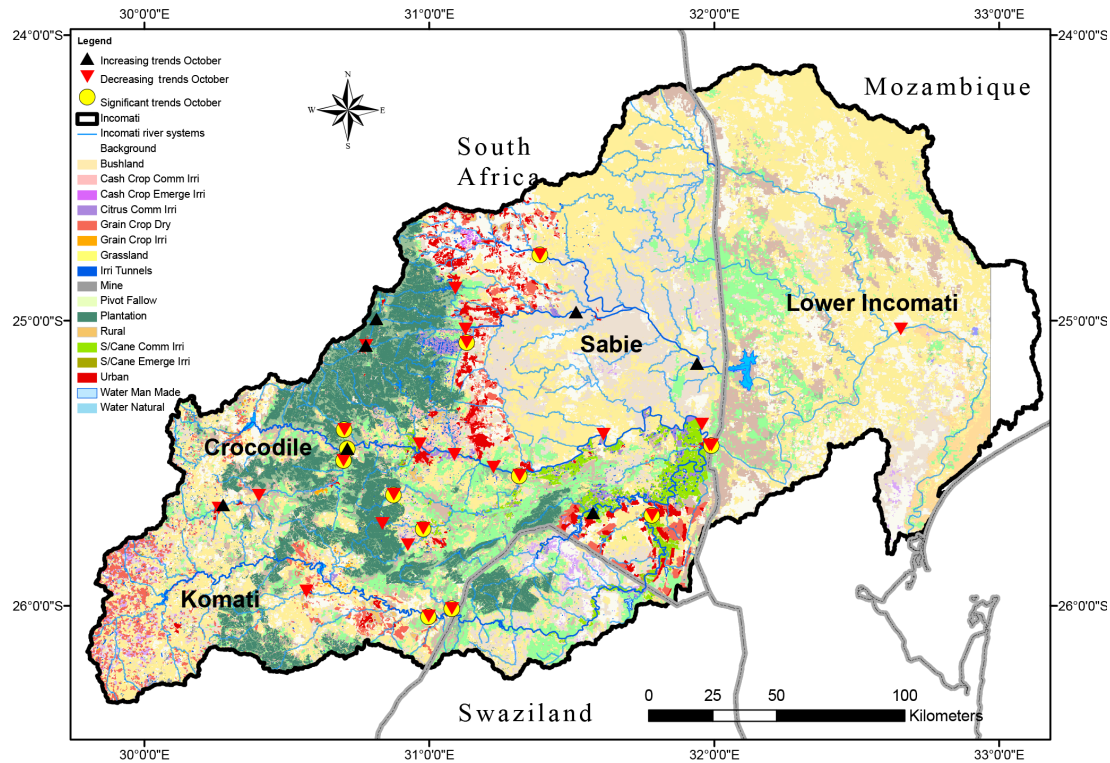 30°0'0"E 31°0'0"E 32°0'0"E 33°0'0"E
24°0'0"S 24°0'0"S
Legend
Increasing trends October
Decreasing trends October
Significant trends October
Incomati
Incomati river systems
Background
Bushland
Cash Crop Comm Irri
Cash Crop Emerge Irri
Citrus Comm Irri
Grain Crop Dry
Grain Crop Irri
Grassland
Irri Tunnels
Mine
Pivot Fallow
Plantation
Rural
S/Cane Comm Irri
S/Cane Emerge Irri
Urban
Water Man Made
Water Natural
N
W E
S
Mozambique
South
Africa
Lower Incomati
25°0'0"S 25°0'0"S
Sabie
Crocodile
Komati
26°0'0"S 26°0'0"S
Swaziland
0 25 50 100
Kilometers
30°0'0"E 31°0'0"E 32°0'0"E 33°0'0"E